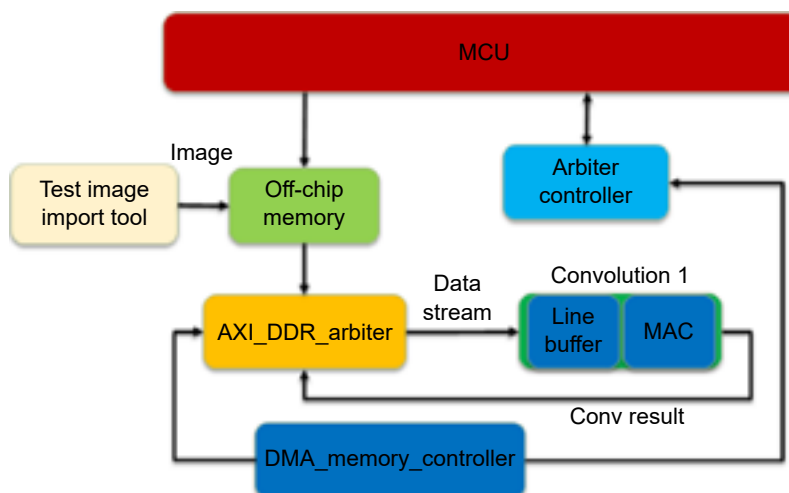 MCU
Image
Test image
import tool
Off-chip
memory
Arbiter
controller
AXI_DDR_arbiter
Data
stream
Convolution 1
Line
buffer
MAC
Conv result
DMA_memory_controller